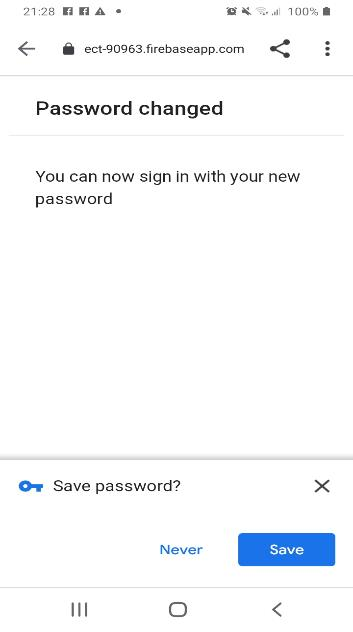 21:28 100%
ect-90963.firebaseapp.com
Password changed
You can now sign in with your new
password
Save password?
Never Save